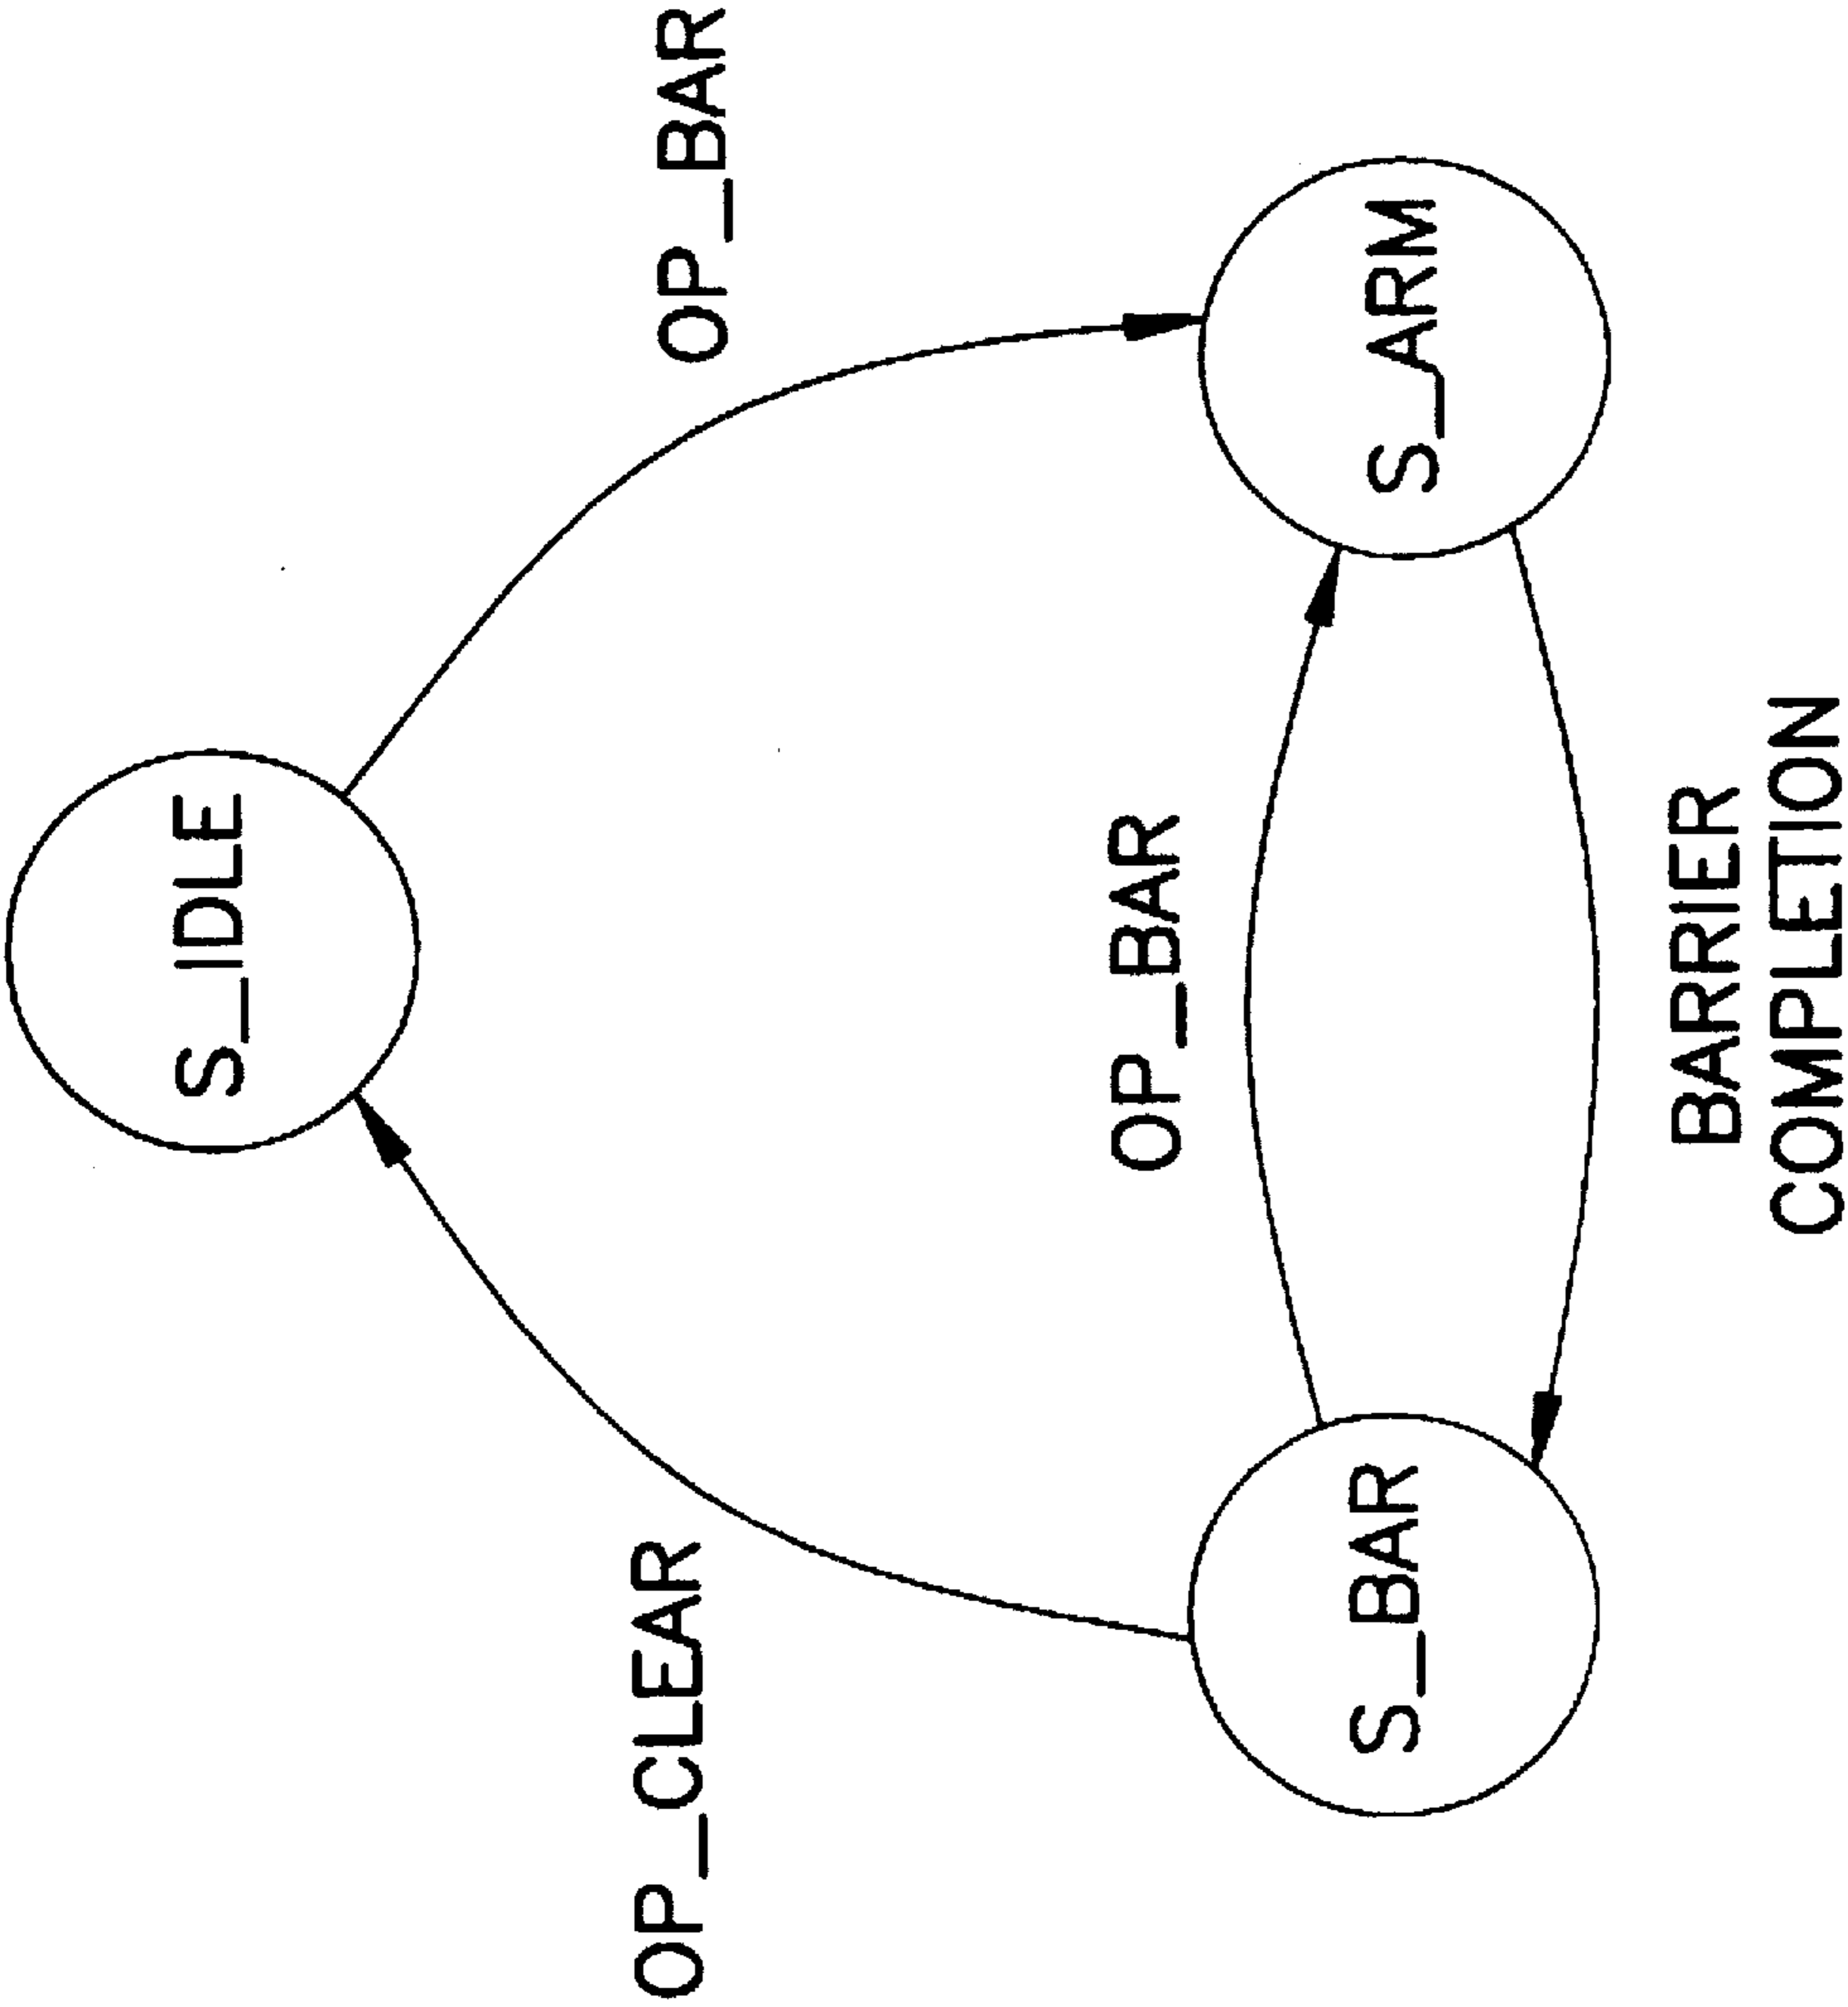 S_IDLE
OP_CLEAR
OP_BAR
OP_BAR
S_BAR
S_ARM
BARRIER
COMPLETION